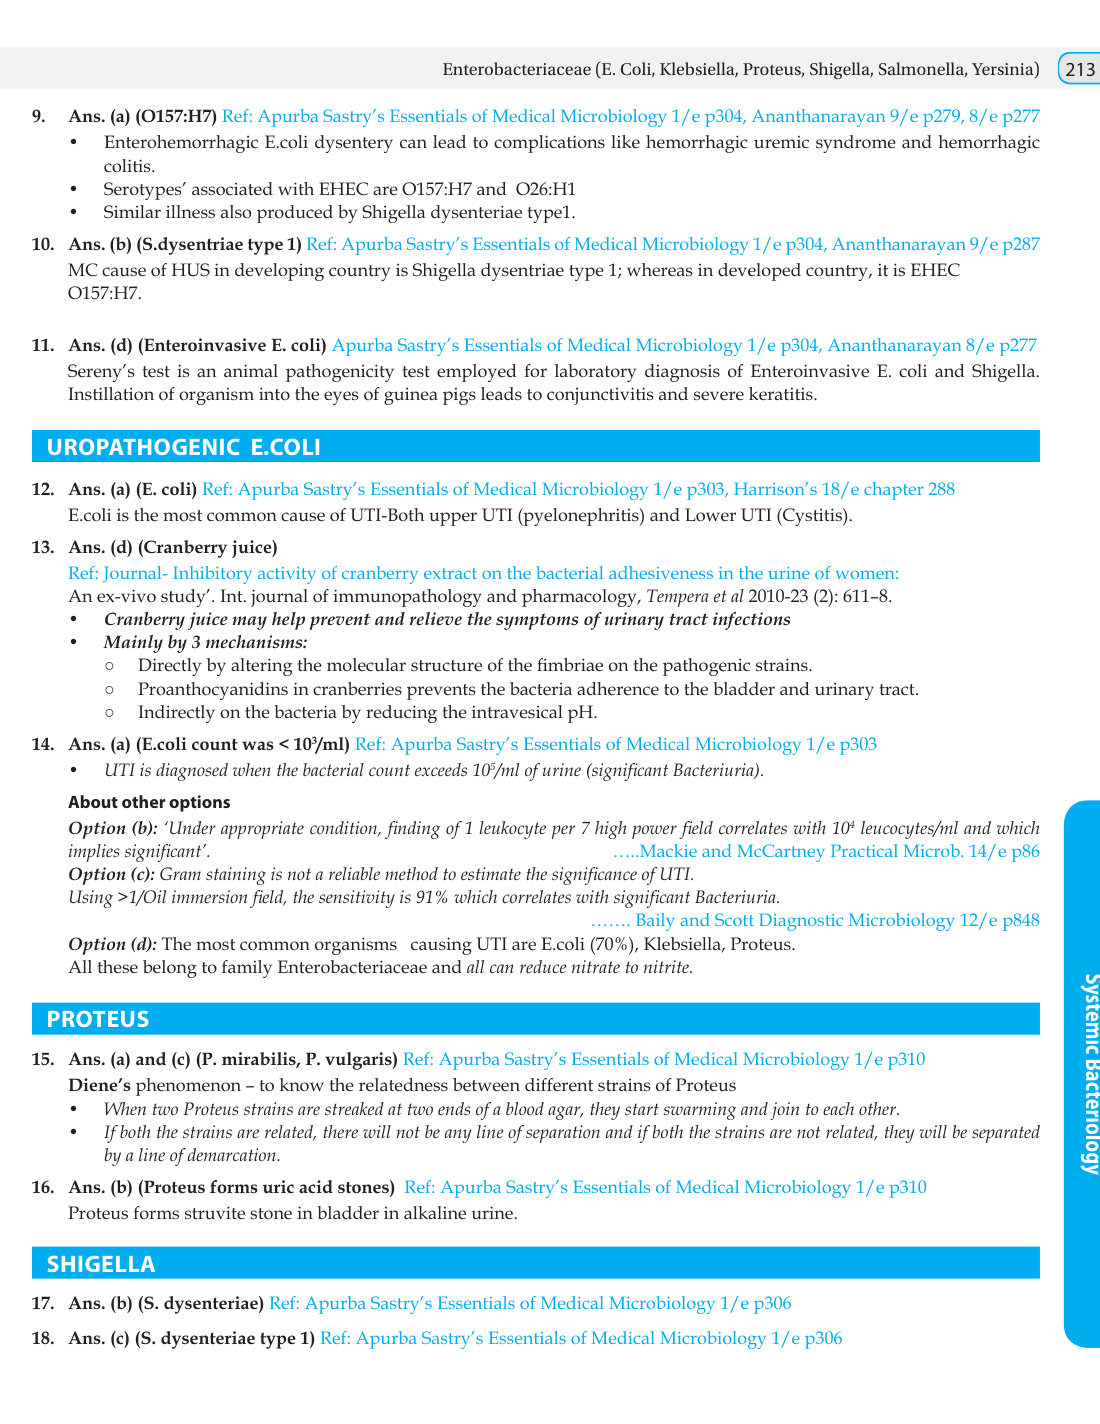 Enterobacteriaceae (E. Coli, Klebsiella, Proteus, Shigella, Salmonella, Yersinia) 213
9. Ans. (a) (O157:H7) Ref: Apurba Sastry's Essentials of Medical Microbiology 1/e p304, Ananthanarayan 9/e p279, 8/e p277
• Enterohemorrhagic E.coli dysentery can lead to complications like hemorrhagic uremic syndrome and hemorrhagic
colitis.
• Serotypes' associated with EHEC are O157:H7 and O26:H1
• Similar illness also produced by Shigella dysenteriae type1.
10. Ans. (b) (S.dysentriae type 1) Ref: Apurba Sastry's Essentials of Medical Microbiology 1/e p304, Ananthanarayan 9/e p287
MC cause of HUS in developing country is Shigella dysentriae type 1; whereas in developed country, it is EHEC
O157:H7.
11. Ans. (d) (Enteroinvasive E. coli) Apurba Sastry's Essentials of Medical Microbiology 1/e p304, Ananthanarayan 8/e p277
Sereny's test is an animal pathogenicity test employed for laboratory diagnosis of Enteroinvasive E. coli and Shigella.
Instillation of organism into the eyes of guinea pigs leads to conjunctivitis and severe keratitis.
UROPATHOGENIC E.COLI
12. Ans. (a) (E. coli) Ref: Apurba Sastry's Essentials of Medical Microbiology 1/e p303, Harrison's 18/e chapter 288
E.coli is the most common cause of UTI-Both upper UTI (pyelonephritis) and Lower UTI (Cystitis).
13. Ans. (d) (Cranberry juice)
Ref: Journal- Inhibitory activity of cranberry extract on the bacterial adhesiveness in the urine of women:
An ex-vivo study'. Int. journal of immunopathology and pharmacology, Tempera et al 2010-23 (2): 611–8.
• Cranberry juice may help prevent and relieve the symptoms of urinary tract infections
• Mainly by 3 mechanisms:
○ Directly by altering the molecular structure of the fimbriae on the pathogenic strains.
○ Proanthocyanidins in cranberries prevents the bacteria adherence to the bladder and urinary tract.
○ Indirectly on the bacteria by reducing the intravesical pH.
14. Ans. (a) (E.coli count was < 10³/ml) Ref: Apurba Sastry's Essentials of Medical Microbiology 1/e p303
• UTI is diagnosed when the bacterial count exceeds 10⁵/ml of urine (significant Bacteriuria).
About other options
Option (b): 'Under appropriate condition, finding of 1 leukocyte per 7 high power field correlates with 10⁴ leucocytes/ml and which
implies significant'. …..Mackie and McCartney Practical Microb. 14/e p86
Option (c): Gram staining is not a reliable method to estimate the significance of UTI.
Using >1/Oil immersion field, the sensitivity is 91% which correlates with significant Bacteriuria.
……. Baily and Scott Diagnostic Microbiology 12/e p848
Option (d): The most common organisms causing UTI are E.coli (70%), Klebsiella, Proteus.
All these belong to family Enterobacteriaceae and all can reduce nitrate to nitrite.
PROTEUS
15. Ans. (a) and (c) (P. mirabilis, P. vulgaris) Ref: Apurba Sastry's Essentials of Medical Microbiology 1/e p310
Diene's phenomenon – to know the relatedness between different strains of Proteus
• When two Proteus strains are streaked at two ends of a blood agar, they start swarming and join to each other.
• If both the strains are related, there will not be any line of separation and if both the strains are not related, they will be separated
by a line of demarcation.
16. Ans. (b) (Proteus forms uric acid stones) Ref: Apurba Sastry's Essentials of Medical Microbiology 1/e p310
Proteus forms struvite stone in bladder in alkaline urine.
SHIGELLA
17. Ans. (b) (S. dysenteriae) Ref: Apurba Sastry's Essentials of Medical Microbiology 1/e p306
18. Ans. (c) (S. dysenteriae type 1) Ref: Apurba Sastry's Essentials of Medical Microbiology 1/e p306
Systemic Bacteriology